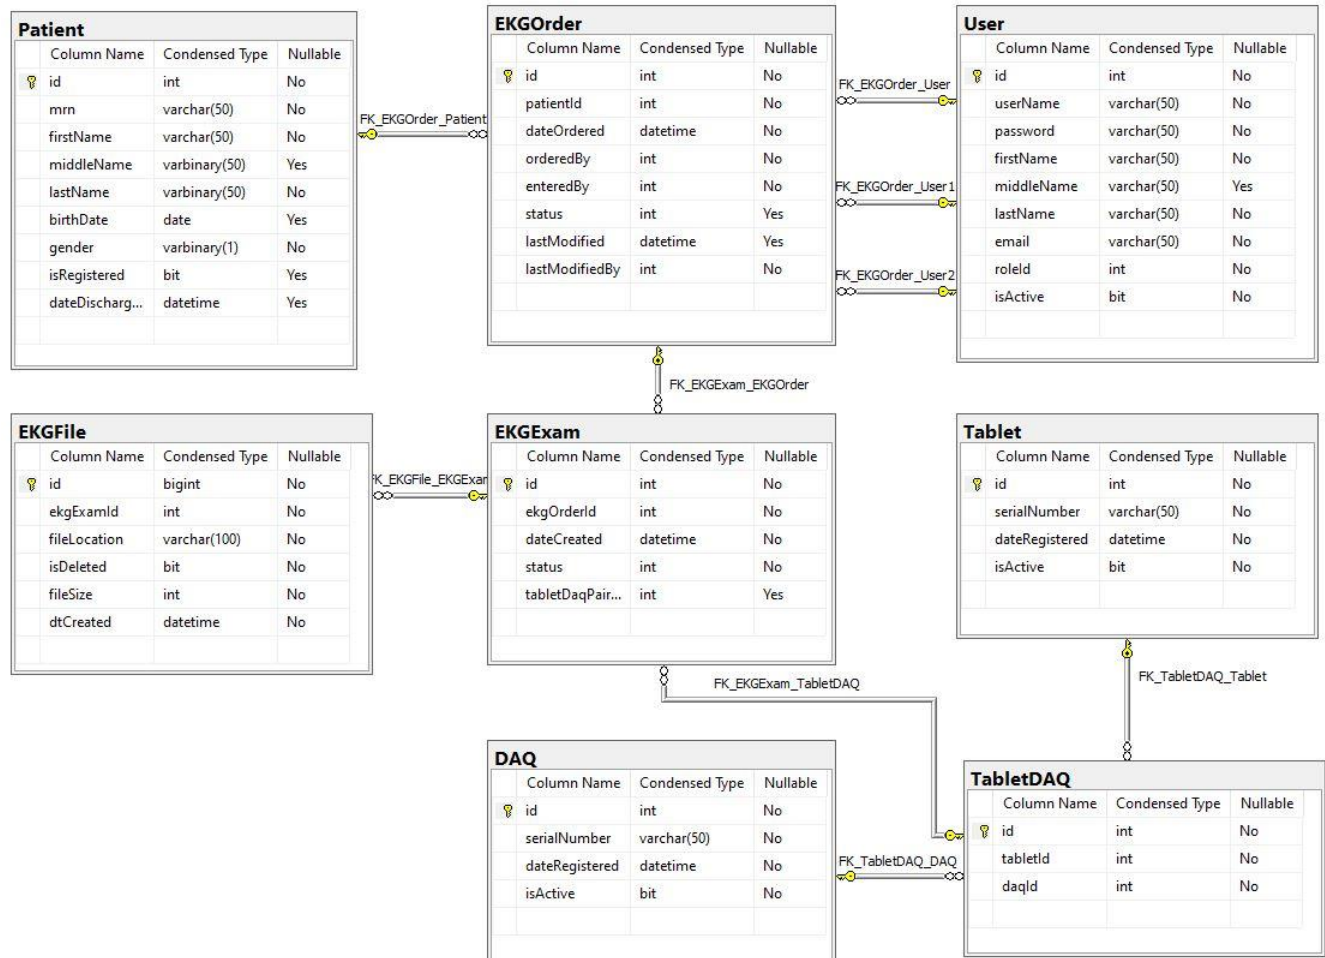 Patient
Column Name Condensed Type Nullable
id int No
mrn varchar(50) No
firstName varchar(50) No
middleName varbinary(50) Yes
lastName varbinary(50) No
birthDate date Yes
gender varbinary(1) No
isRegistered bit Yes
dateDischarg... datetime Yes
FK_EKGOrder_Patient
EKGOrder
Column Name Condensed Type Nullable
id int No
patientId int No
dateOrdered datetime No
orderedBy int No
enteredBy int No
status int Yes
lastModified datetime Yes
lastModifiedBy int No
FK_EKGOrder_User
FK_EKGOrder_User1
FK_EKGOrder_User2
User
Column Name Condensed Type Nullable
id int No
userName varchar(50) No
password varchar(50) No
firstName varchar(50) No
middleName varchar(50) Yes
lastName varchar(50) No
email varchar(50) No
roleId int No
isActive bit No
FK_EKGExam_EKGOrder
EKGFile
Column Name Condensed Type Nullable
id bigint No
ekgExamId int No
fileLocation varchar(100) No
isDeleted bit No
fileSize int No
dtCreated datetime No
FK_EKGFile_EKGExam
EKGExam
Column Name Condensed Type Nullable
id int No
ekgOrderId int No
dateCreated datetime No
status int No
tabletDaqPair... int Yes
Tablet
Column Name Condensed Type Nullable
id int No
serialNumber varchar(50) No
dateRegistered datetime No
isActive bit No
FK_EKGExam_TabletDAQ
FK_TabletDAQ_Tablet
DAQ
Column Name Condensed Type Nullable
id int No
serialNumber varchar(50) No
dateRegistered datetime No
isActive bit No
FK_TabletDAQ_DAQ
TabletDAQ
Column Name Condensed Type Nullable
id int No
tabletId int No
daqId int No